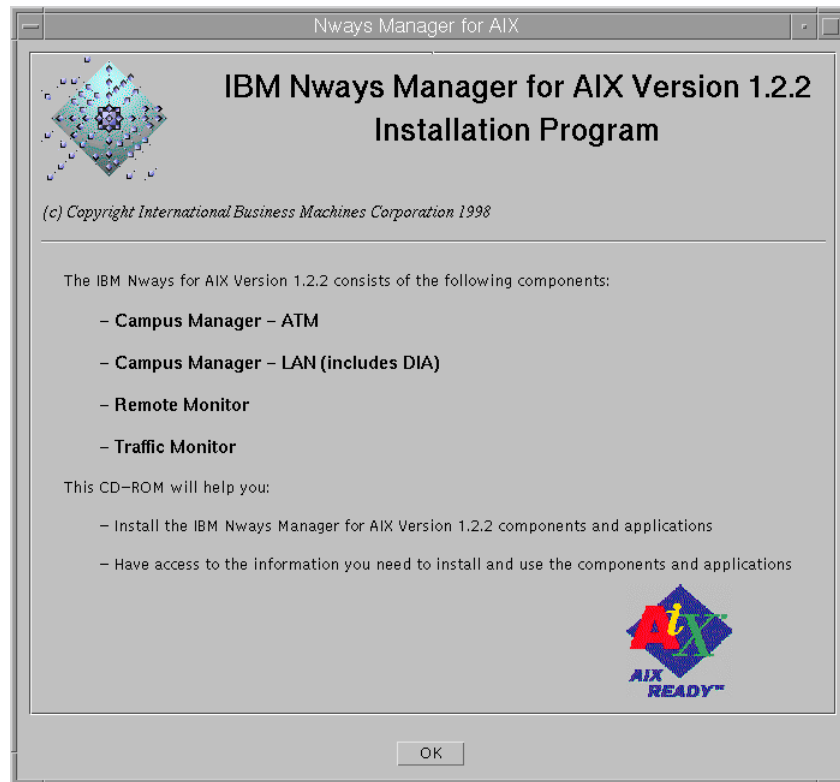 Nways Manager for AIX
IBM Nways Manager for AIX Version 1.2.2
Installation Program
(c) Copyright International Business Machines Corporation 1998
The IBM Nways for AIX Version 1.2.2 consists of the following components:
– Campus Manager – ATM
– Campus Manager – LAN (includes DIA)
– Remote Monitor
– Traffic Monitor
This CD–ROM will help you:
– Install the IBM Nways Manager for AIX Version 1.2.2 components and applications
– Have access to the information you need to install and use the components and applications
AiX
AIX
READY™
OK